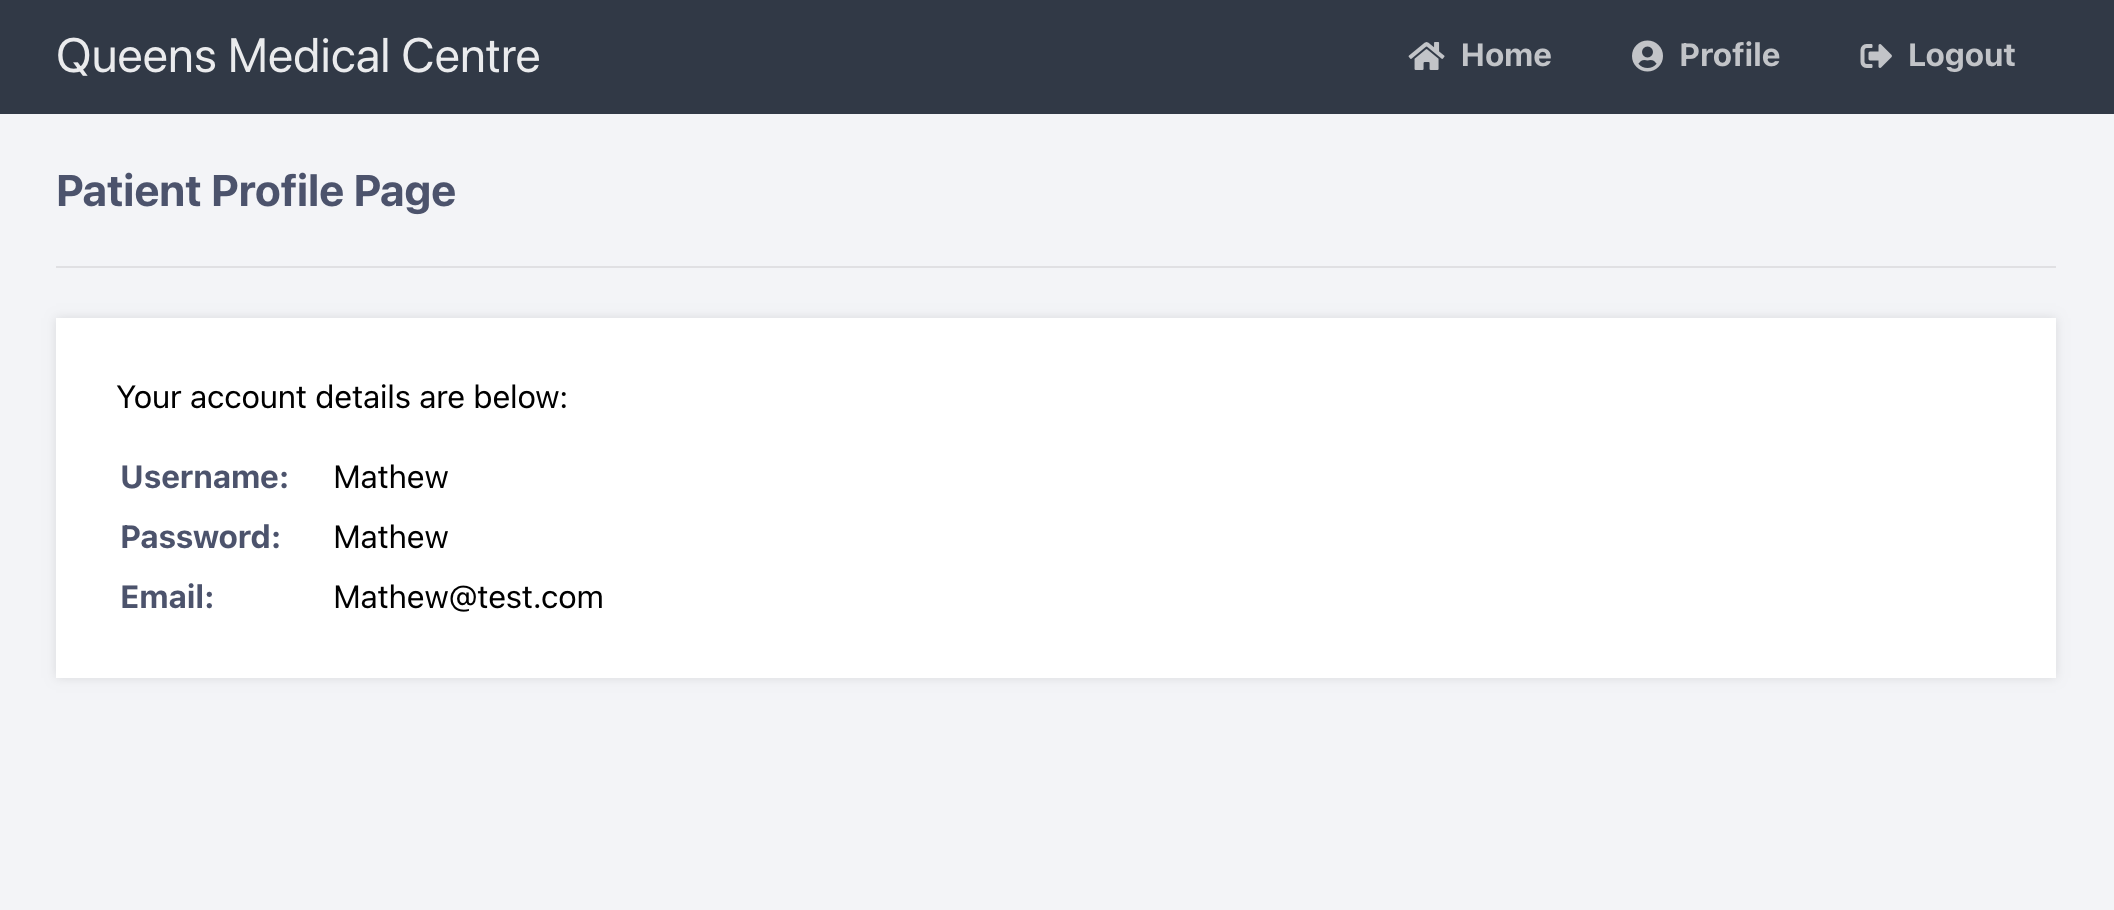 Queens Medical Centre
Home Profile Logout
Patient Profile Page
Your account details are below:
Username: Mathew
Password: Mathew
Email: Mathew@test.com